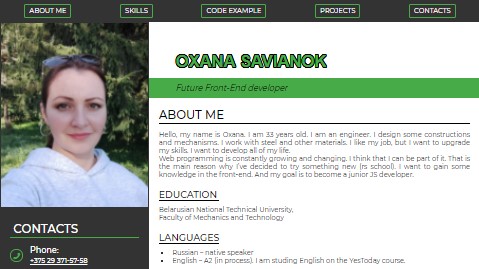 ABOUT ME SKILLS CODE EXAMPLE PROJECTS CONTACTS
OXANA SAVIANOK
Future Front-End developer
ABOUT ME
Hello, my name is Oxana. I am 33 years old. I am an engineer. I design some constructions
and mechanisms. I work with steel and other materials. I like my job, but I want to upgrade
my skills. I want to develop all of my life.
Web programming is constantly growing and changing. I think that I can be part of it. That is
the main reason why I've decided to try something new (rs school). I want to gain some
knowledge in the front-end. And my goal is to become a junior JS developer.
EDUCATION
Belarusian National Technical University,
Faculty of Mechanics and Technology
LANGUAGES
Russian – native speaker
English – A2 (in process). I am studing English on the YesToday course.
CONTACTS
Phone:
+375 29 371-57-58